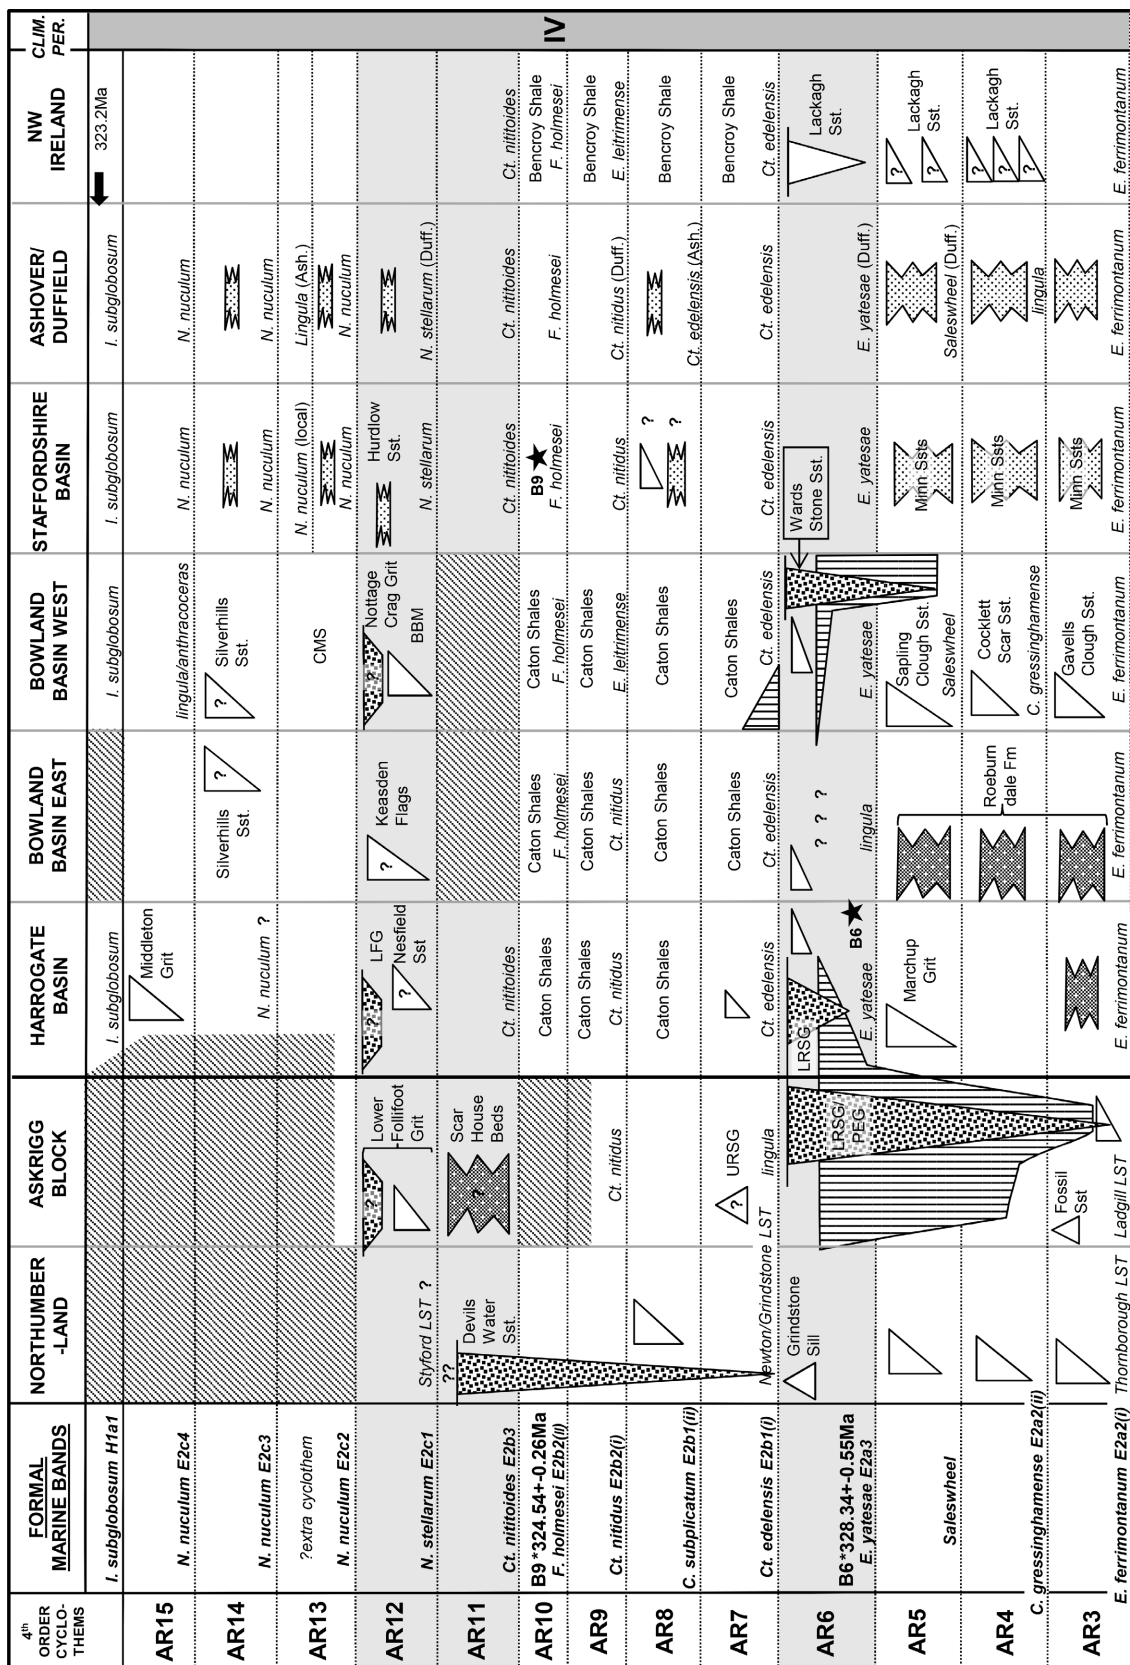 4th
ORDER
CYCLO-
THEMS
FORMAL
MARINE BANDS
NORTHUMBER
-LAND
ASKRIGG
BLOCK
HARROGATE
BASIN
BOWLAND
BASIN EAST
BOWLAND
BASIN WEST
STAFFORDSHIRE
BASIN
ASHOVER/
DUFFIELD
NW
IRELAND
CLIM.
PER.
I. subglobosum H1a1
I. subglobosum
I. subglobosum
I. subglobosum
I. subglobosum
323.2Ma
IV
AR15
N. nuculum E2c4
Middleton
Grit
lingula/anthracoceras
N. nuculum
N. nuculum
AR14
N. nuculum E2c3
N. nuculum ?
Silverhills
Sst.
?
?
Silverhills
Sst.
N. nuculum
N. nuculum
AR13
?extra cyclothem
N. nuculum E2c2
CMS
N. nuculum (local)
N. nuculum
Lingula (Ash.)
N. nuculum
AR12
N. stellarum E2c1
Styford LST ?
?
Lower
Follifoot
Grit
?
LFG
?
Nesfield
Sst
?
Keasden
Flags
?
Nottage
Crag Grit
BBM
Hurdlow
Sst.
N. stellarum
N. stellarum (Duff.)
AR11
Ct. nititoides E2b3
??
Devils
Water
Sst.
?
Scar
House
Beds
Ct. nititoides
Ct. nititoides
Ct. nititoides
Ct. nititoides
AR10
B9 *324.54+-0.26Ma
F. holmesei E2b2(ii)
Caton Shales
Caton Shales
F. holmesei
Caton Shales
F. holmesei
B9
F. holmesei
F. holmesei
Bencroy Shale
F. holmesei
AR9
Ct. nitidus E2b2(i)
Ct. nitidus
Caton Shales
Ct. nitidus
Caton Shales
Ct. nitidus
Caton Shales
E. leitrimense
Ct. nitidus
Ct. nitidus (Duff.)
Bencroy Shale
E. leitrimense
AR8
C. subplicatum E2b1(ii)
Caton Shales
Caton Shales
Caton Shales
?
?
Ct. edelensis (Ash.)
Bencroy Shale
AR7
Ct. edelensis E2b1(i)
Newton/Grindstone LST
?
URSG
lingula
Ct. edelensis
Caton Shales
Ct. edelensis
Caton Shales
Ct. edelensis
Ct. edelensis
Ct. edelensis
Bencroy Shale
Ct. edelensis
AR6
B6*328.34+-0.55Ma
E. yatesae E2a3
Grindstone
Sill
LRSG/
PEG
LRSG
B6
E. yatesae
? ? ?
lingula
E. yatesae
Wards
Stone Sst.
E. yatesae
E. yatesae (Duff.)
Lackagh
Sst.
AR5
Saleswheel
Marchup
Grit
Sapling
Clough Sst.
Saleswheel
Minn Ssts
Saleswheel (Duff.)
?
?
Lackagh
Sst.
AR4
C. gressinghamense E2a2(ii)
Roeburn
dale Fm
Cocklett
Scar Sst.
C. gressinghamense
Minn Ssts
lingula
?
?
?
Lackagh
Sst.
AR3
E. ferrimontanum E2a2(i)
Thornborough LST
Fossil
Sst
Ladgill LST
E. ferrimontanum
E. ferrimontanum
Gavells
Clough Sst.
E. ferrimontanum
Minn Ssts
E. ferrimontanum
E. ferrimontanum
E. ferrimontanum